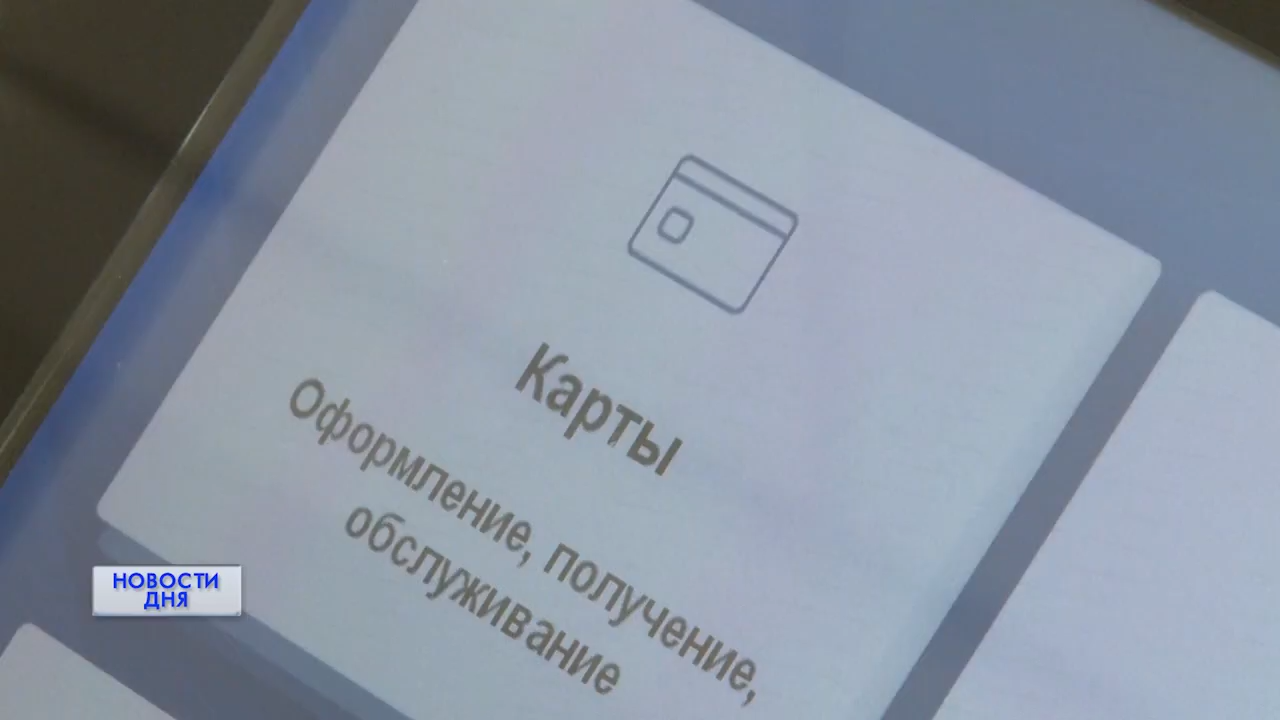 Карты
Оформление, получение,
обслуживание
НОВОСТИ
ДНЯ